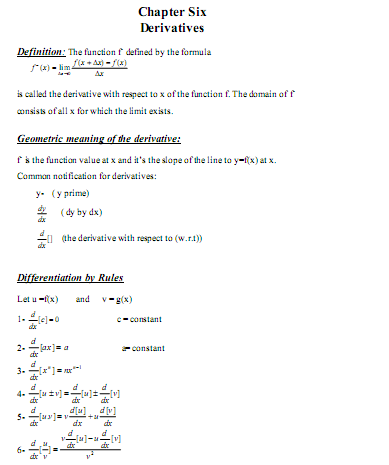 Chapter Six
Derivatives
Definition: The function f' defined by the formula
f'(x) = lim Δx→0 f(x + Δx) − f(x) / Δx
is called the derivative with respect to x of the function f. The domain of f'
consists of all x for which the limit exists.
Geometric meaning of the derivative:
f' is the function value at x and it's the slope of the line to y=f(x) at x.
Common notification for derivatives:
y- ( y prime)
dy/dx ( dy by dx)
d/dx [] (the derivative with respect to (w.r.t))
Differentiation by Rules
Let u =f(x) and v = g(x)
1- d/dx [c] = 0 c = constant
2- d/dx [ax] = a a= constant
3- d/dx [xⁿ] = nxⁿ⁻¹
4- d/dx [u ± v] = d/dx [u] ± d/dx [v]
5- d/dx [uv] = v d[u]/dx + u d[v]/dx
6- d/dx [u/v] = (v d/dx [u] − u d/dx [v]) / v²